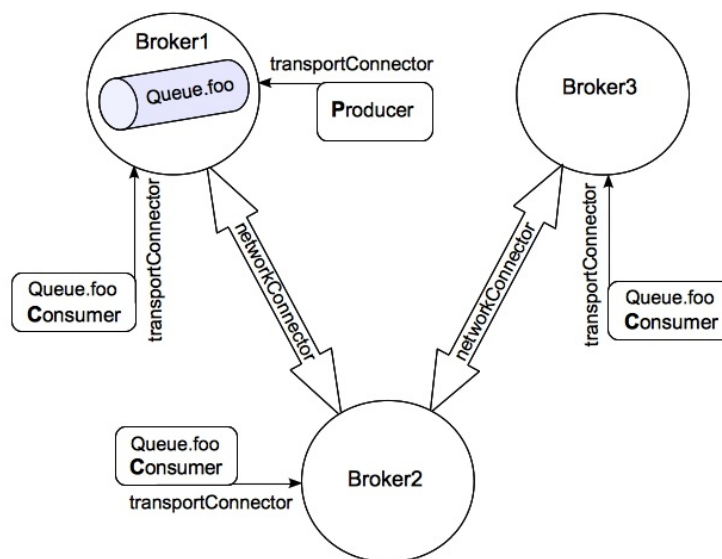 Broker1
Queue.foo
transportConnector
Producer
Broker3
transportConnector
Queue.foo
Consumer
networkConnector
networkConnector
transportConnector
Queue.foo
Consumer
Queue.foo
Consumer
transportConnector
Broker2